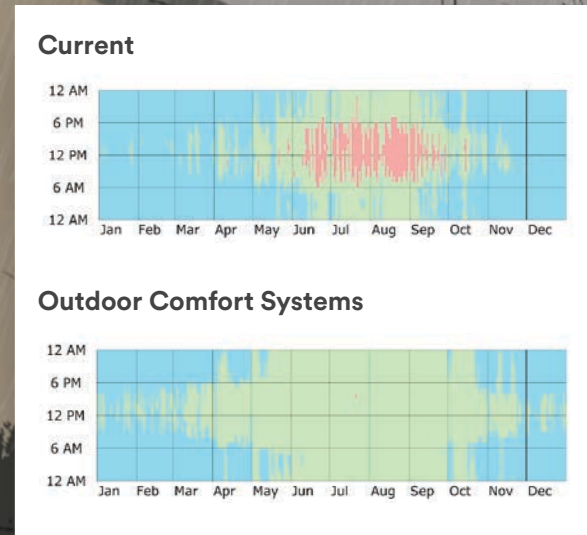 Current
12 AM
6 PM
12 PM
6 AM
12 AM
Jan Feb Mar Apr May Jun Jul Aug Sep Oct Nov Dec
Outdoor Comfort Systems
12 AM
6 PM
12 PM
6 AM
12 AM
Jan Feb Mar Apr May Jun Jul Aug Sep Oct Nov Dec